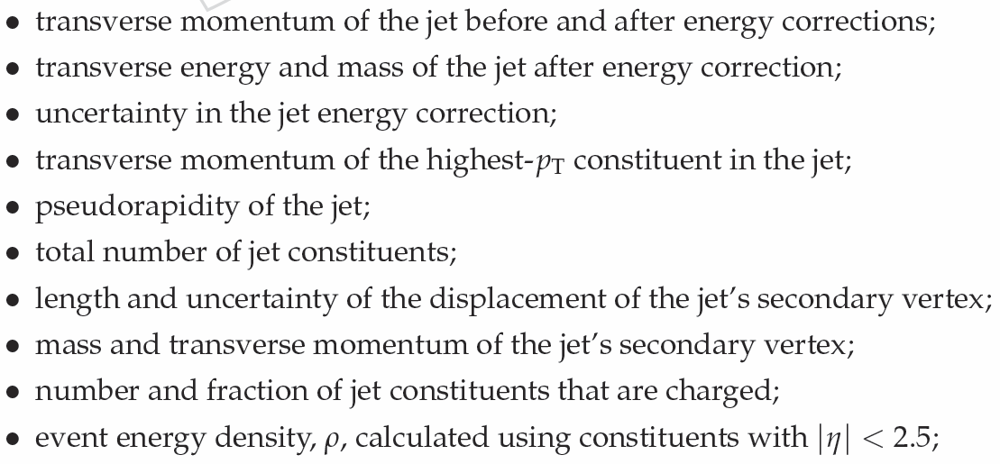 • transverse momentum of the jet before and after energy corrections;
• transverse energy and mass of the jet after energy correction;
• uncertainty in the jet energy correction;
• transverse momentum of the highest-pT constituent in the jet;
• pseudorapidity of the jet;
• total number of jet constituents;
• length and uncertainty of the displacement of the jet's secondary vertex;
• mass and transverse momentum of the jet's secondary vertex;
• number and fraction of jet constituents that are charged;
• event energy density, ρ, calculated using constituents with |η| < 2.5;